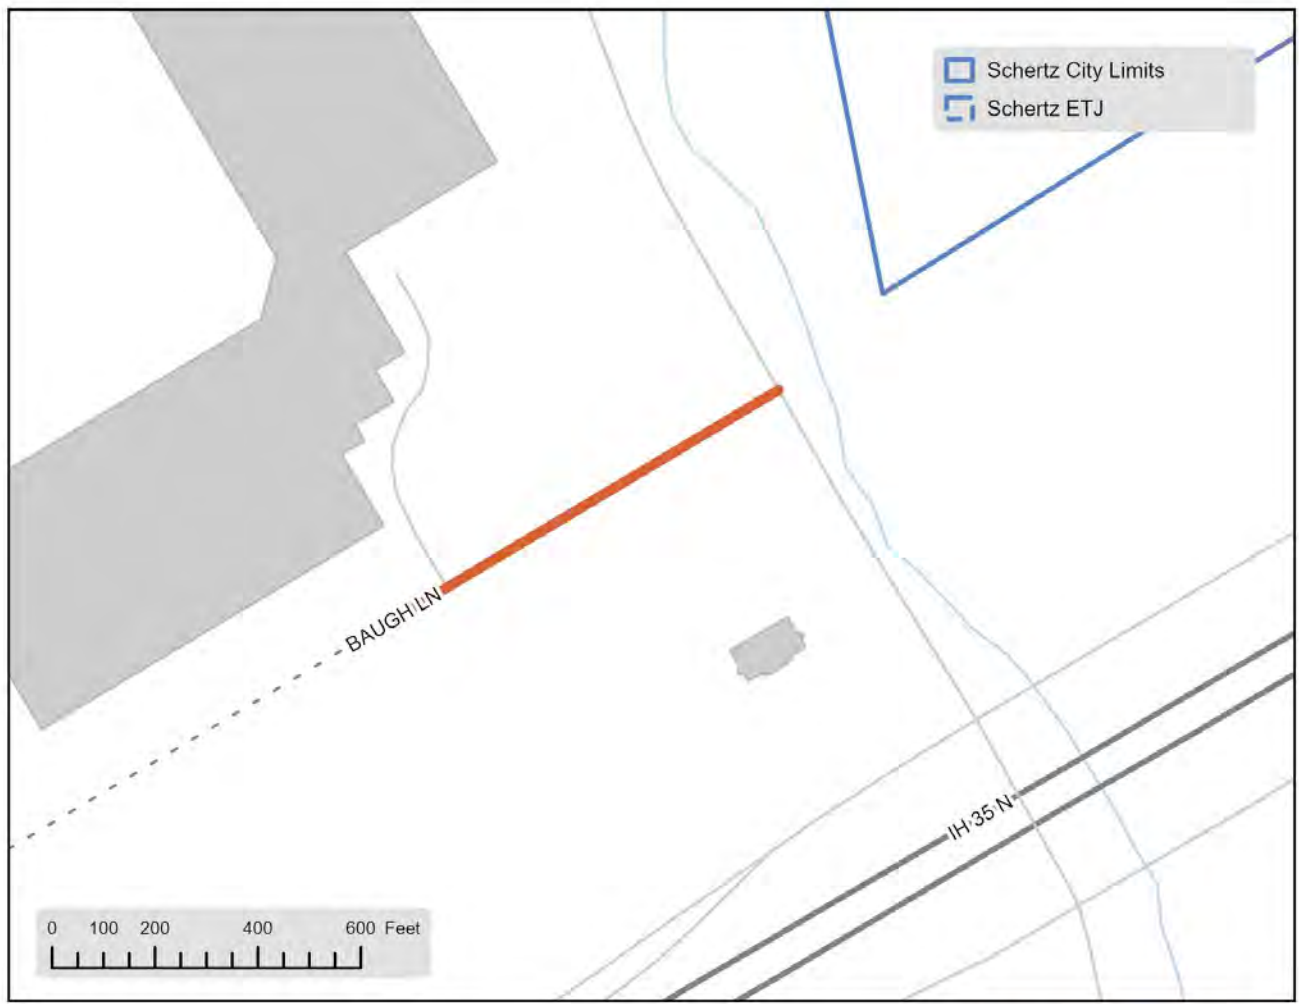 Schertz City Limits
Schertz ETJ
BAUGH LN
IH 35 N
0 100 200 400 600 Feet